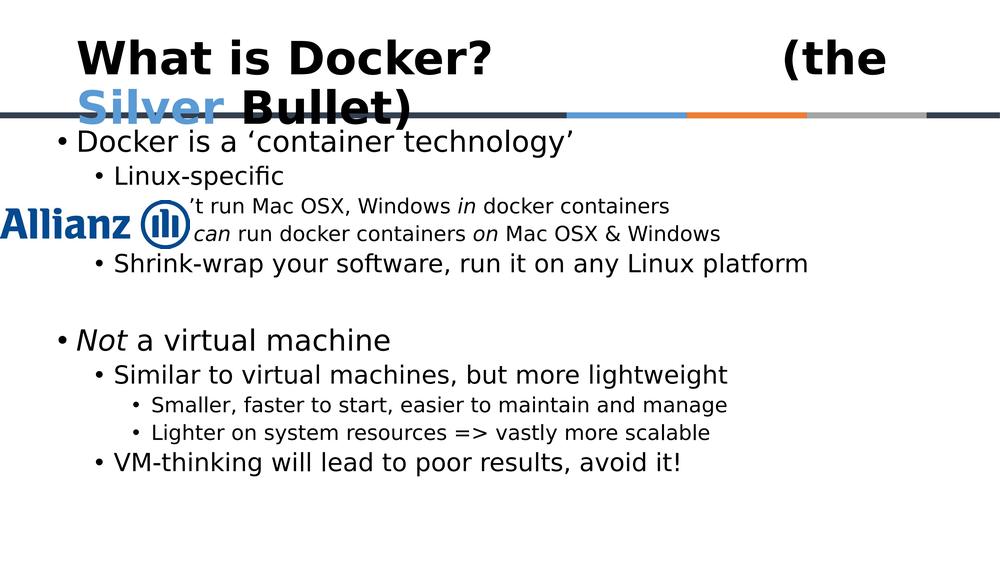 What is Docker? (the
Silver Bullet)
• Docker is a ‘container technology’
• Linux-specific
’t run Mac OSX, Windows in docker containers
Allianz
can run docker containers on Mac OSX & Windows
• Shrink-wrap your software, run it on any Linux platform
• Not a virtual machine
• Similar to virtual machines, but more lightweight
• Smaller, faster to start, easier to maintain and manage
• Lighter on system resources => vastly more scalable
• VM-thinking will lead to poor results, avoid it!